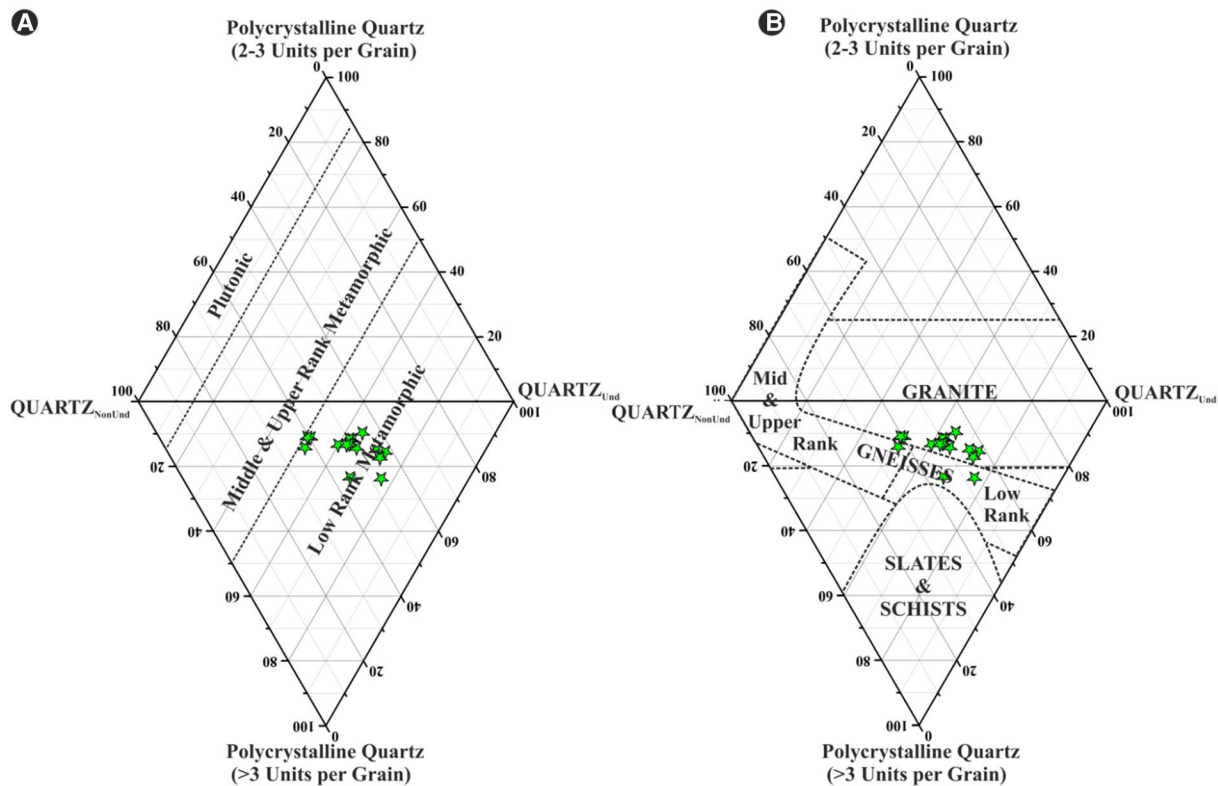 A
Polycrystalline Quartz
(2-3 Units per Grain)
0
100
20
80
40
60
60
40
80
20
100
100
QUARTZNonUnd
QUARTZUnd
20
80
40
60
60
40
80
20
100
0
Plutonic
Middle & Upper Rank Metamorphic
Low Rank Metamorphic
Polycrystalline Quartz
(>3 Units per Grain)
B
Polycrystalline Quartz
(2-3 Units per Grain)
0
100
20
80
40
60
60
40
80
20
100
100
QUARTZNonUnd
QUARTZUnd
Mid
&
Upper
Rank
GRANITE
GNEISSES
Low
Rank
SLATES
&
SCHISTS
20
80
40
60
60
40
80
20
100
0
Polycrystalline Quartz
(>3 Units per Grain)